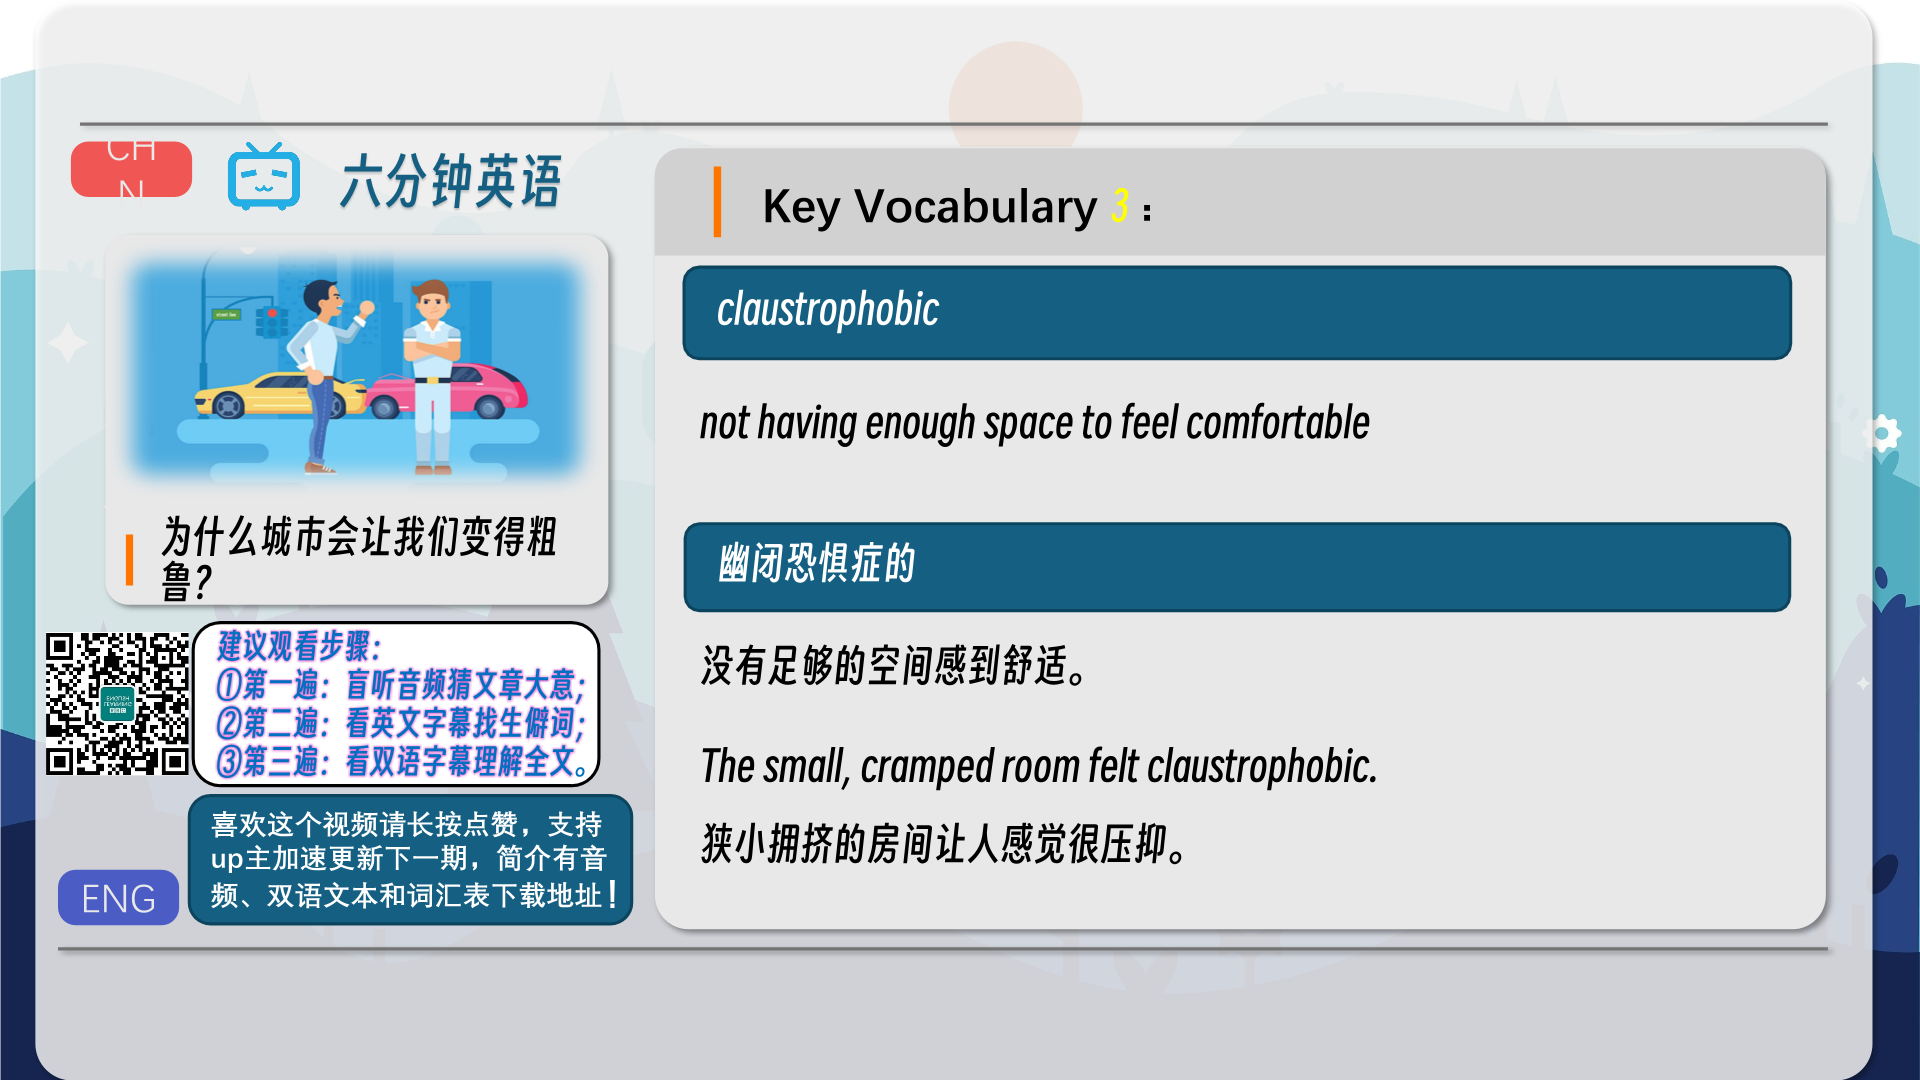 CH
N
六分钟英语
为什么城市会让我们变得粗
鲁？
建议观看步骤：
①第一遍：盲听音频猜文章大意；
②第二遍：看英文字幕找生僻词；
③第三遍：看双语字幕理解全文。
喜欢这个视频请长按点赞，支持
up主加速更新下一期，简介有音
频、双语文本和词汇表下载地址！
ENG
Key Vocabulary 3：
claustrophobic
not having enough space to feel comfortable
幽闭恐惧症的
没有足够的空间感到舒适。
The small, cramped room felt claustrophobic.
狭小拥挤的房间让人感觉很压抑。